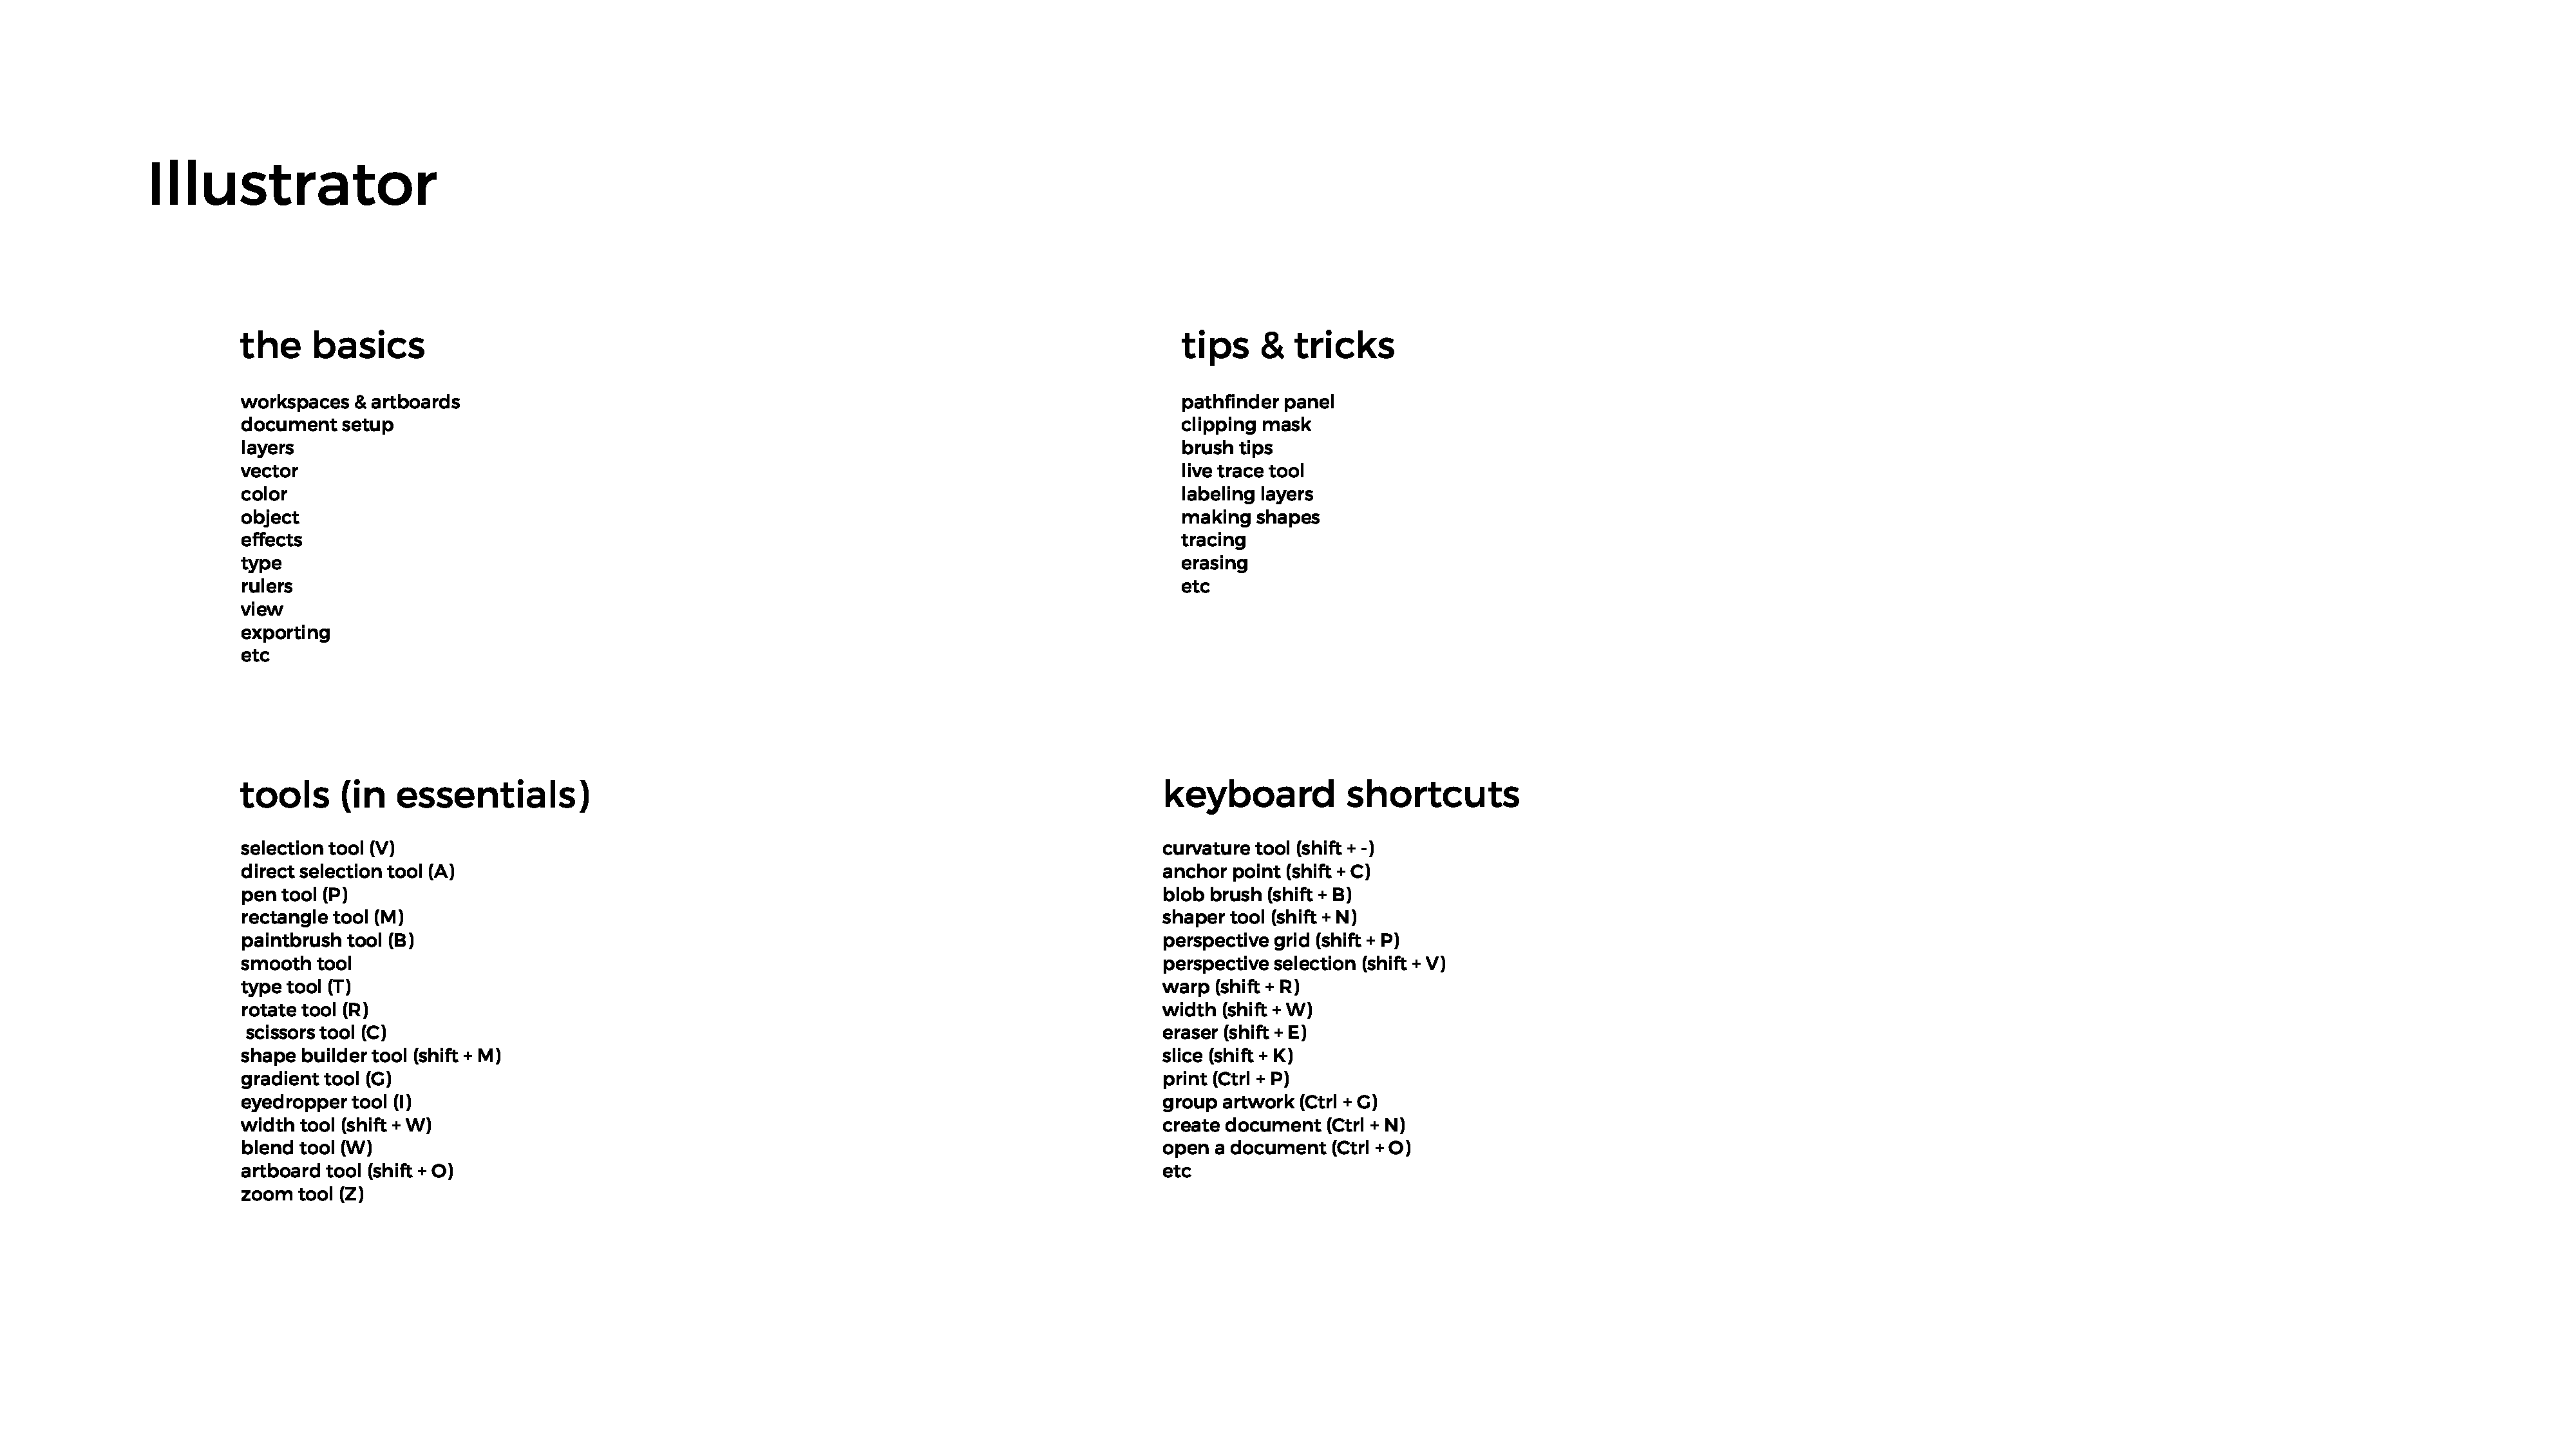 Illustrator
the basics
workspaces & artboards
document setup
layers
vector
color
object
effects
type
rulers
view
exporting
etc
tips & tricks
pathfinder panel
clipping mask
brush tips
live trace tool
labeling layers
making shapes
tracing
erasing
etc
tools (in essentials)
selection tool (V)
direct selection tool (A)
pen tool (P)
rectangle tool (M)
paintbrush tool (B)
smooth tool
type tool (T)
rotate tool (R)
scissors tool (C)
shape builder tool (shift + M)
gradient tool (G)
eyedropper tool (I)
width tool (shift + W)
blend tool (W)
artboard tool (shift + O)
zoom tool (Z)
keyboard shortcuts
curvature tool (shift + -)
anchor point (shift + C)
blob brush (shift + B)
shaper tool (shift + N)
perspective grid (shift + P)
perspective selection (shift + V)
warp (shift + R)
width (shift + W)
eraser (shift + E)
slice (shift + K)
print (Ctrl + P)
group artwork (Ctrl + G)
create document (Ctrl + N)
open a document (Ctrl + O)
etc